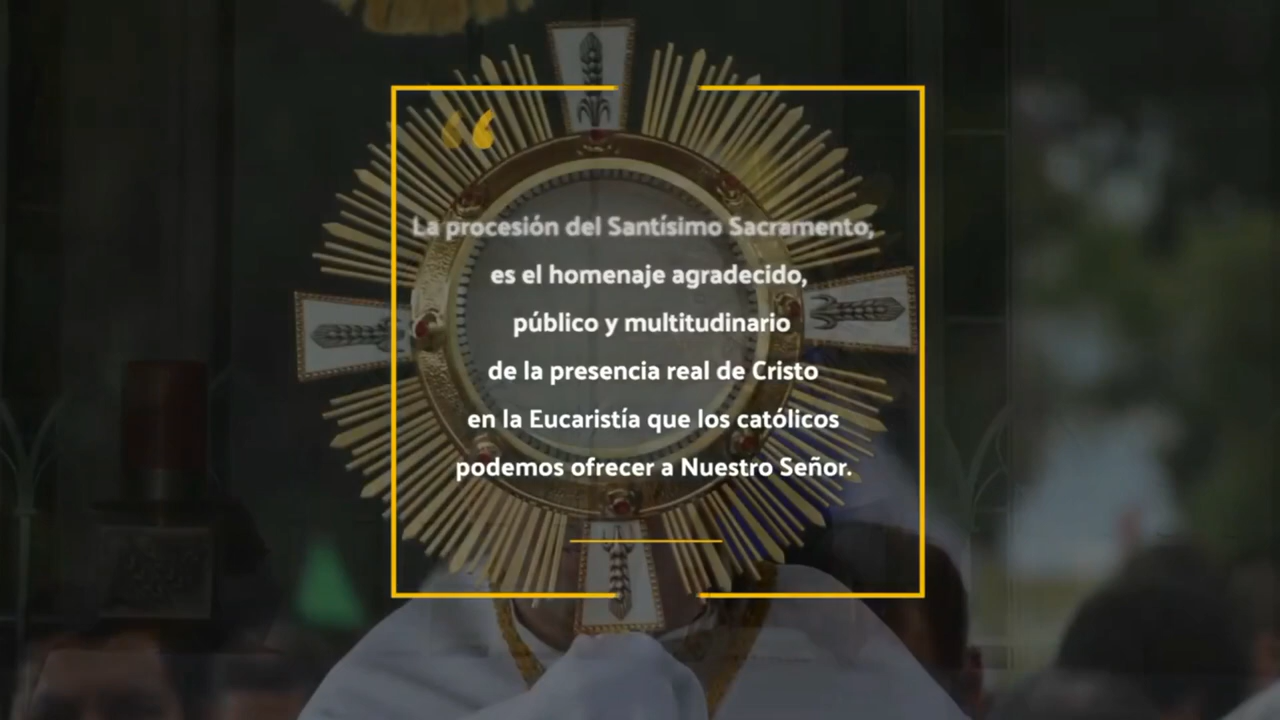 “
La procesión del Santísimo Sacramento,
es el homenaje agradecido,
público y multitudinario
de la presencia real de Cristo
en la Eucaristía que los católicos
podemos ofrecer a Nuestro Señor.